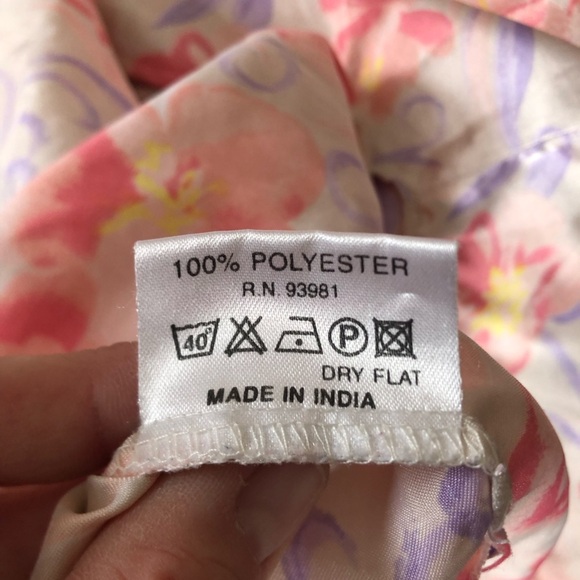 100% POLYESTER
R.N. 93981
40° P
DRY FLAT
MADE IN INDIA